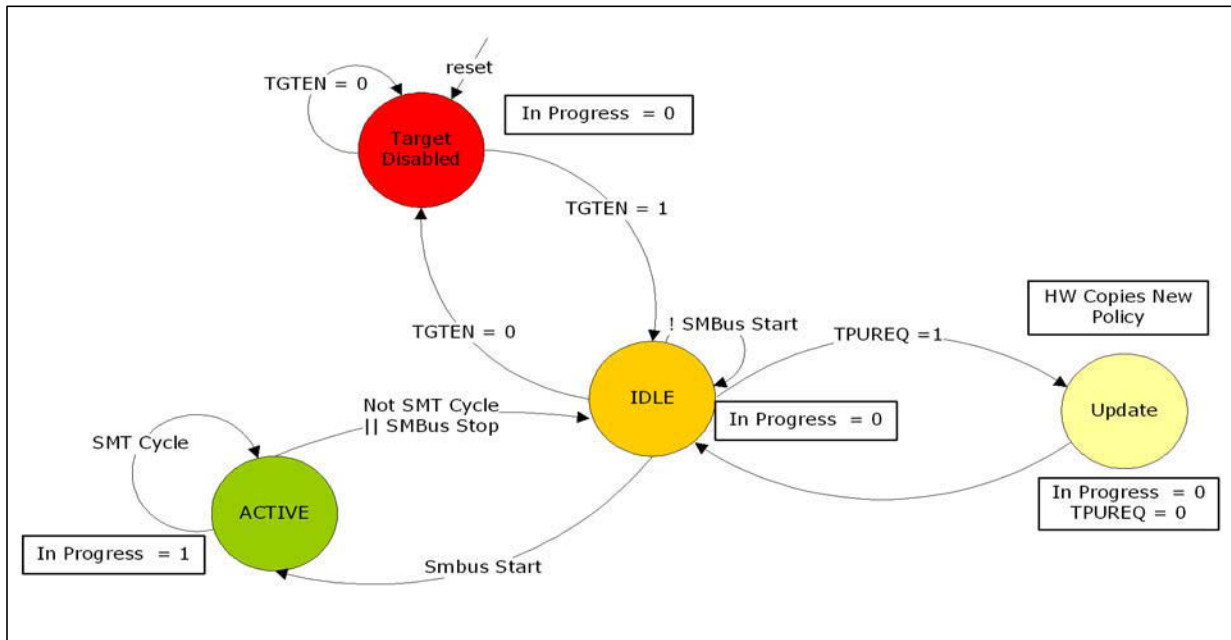 reset
TGTEN = 0
In Progress = 0
Target
Disabled
TGTEN = 1
HW Copies New
Policy
! SMBus Start
TGTEN = 0
TPUREQ =1
IDLE
Not SMT Cycle
|| SMBus Stop
In Progress = 0
Update
SMT Cycle
In Progress = 0
TPUREQ = 0
ACTIVE
In Progress = 1
Smbus Start